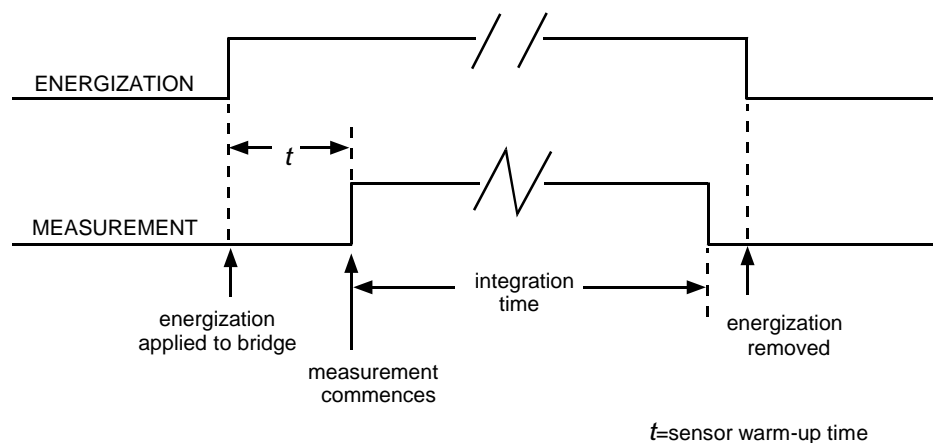 ENERGIZATION
t
MEASUREMENT
integration
time
energization
applied to bridge
energization
removed
measurement
commences
t=sensor warm-up time